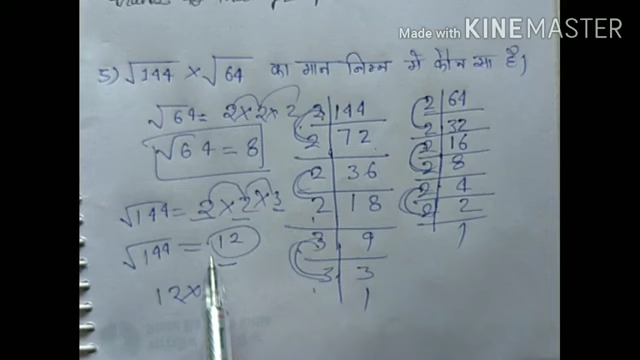 Made with KINEMASTER
5) √144 × √64 का मान निम्न में कौन सा है।
√64 = 2×2×2
√64 = 8
√144 = 2×2×3
√144 = 12
12×
2 | 144
2 | 72
2 | 36
2 | 18
3 | 9
3 | 3
1
2 | 64
2 | 32
2 | 16
2 | 8
2 | 4
2 | 2
1